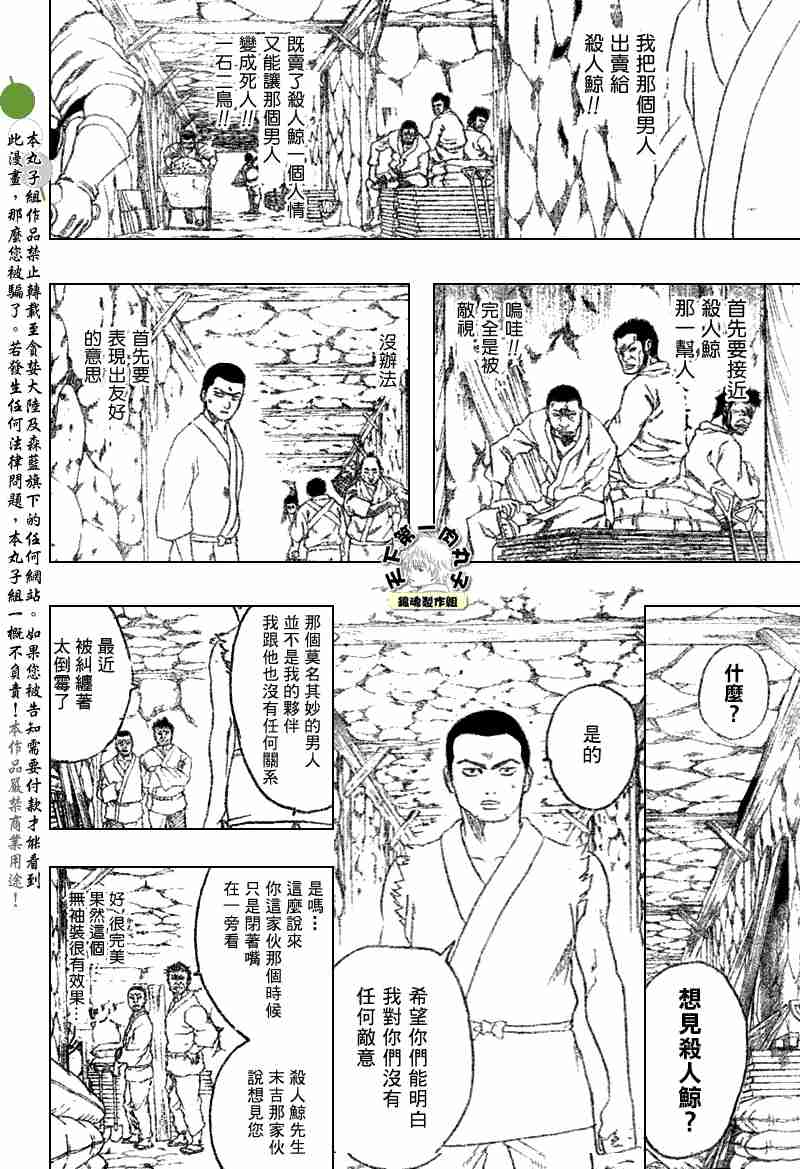 我把那個男人
出賣給
殺人鯨!!
既賣了殺人鯨一個人情
又能讓那個男人
變成死人!!!
一石二鳥!!
首先要接近
殺人鯨
那一幫人
嗚哇!!
完全是被
敵視
沒辦法
首先要
表現出友好
的意思
什麼？
想見殺人鯨？
是的
希望你們能明白
我對你們沒有
任何敵意
那個莫名其妙的男人
並不是我的夥伴
我跟他也沒有任何關系
最近
被糾纏著
太倒霉了
是嗎…
這麼說來
你這家伙那個時候
只是閉著嘴
在一旁看
殺人鯨先生
末吉那家伙
說想見您
好，很完美
果然這個
無袖裝很有效果…
天下第一肉丸子
銀魂製作組
本丸子組作品禁止轉載至貪婪大陸及森藍旗下的任何網站。如果您被告知需要付款才能看到
此漫畫，那麼您被騙了。若發生任何法律問題，本丸子組一概不負責！本作品嚴禁商業用途！